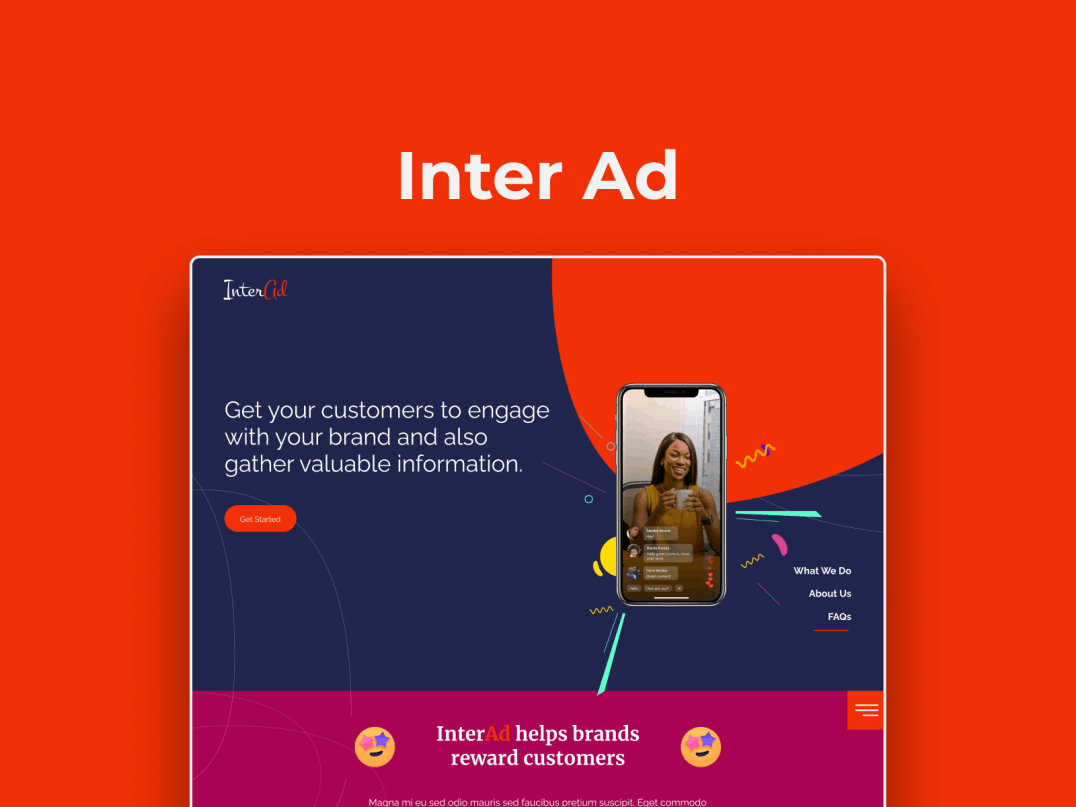 Inter Ad
InterAd
Get your customers to engage
with your brand and also
gather valuable information.
Get Started
Hey!
What We Do
About Us
FAQs
InterAd helps brands
reward customers
Magna mi eu sed odio mauris sed faucibus pretium suscipit. Eget commodo